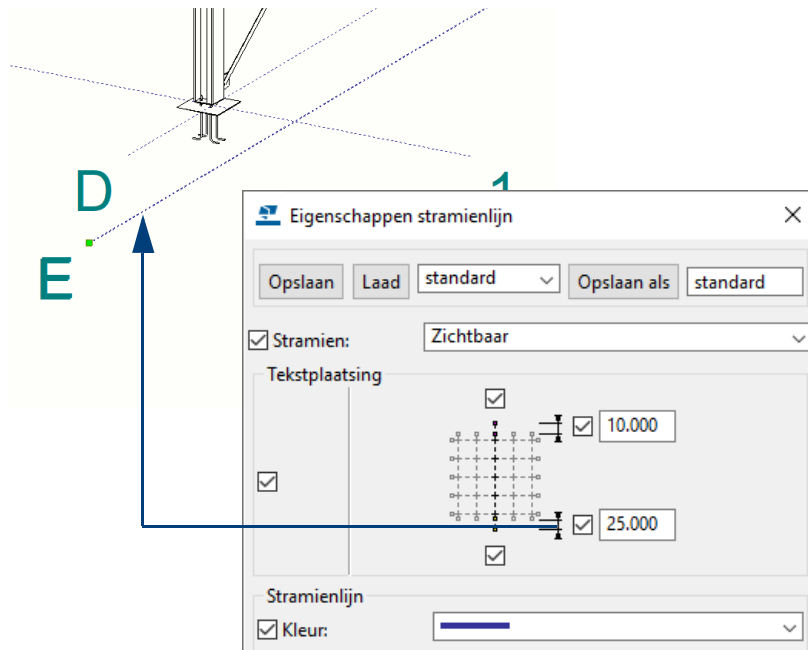 D
1
E
Eigenschappen stramienlijn
Opslaan Laad standard Opslaan als standard
Stramien: Zichtbaar
Tekstplaatsing
10.000
25.000
Stramienlijn
Kleur: